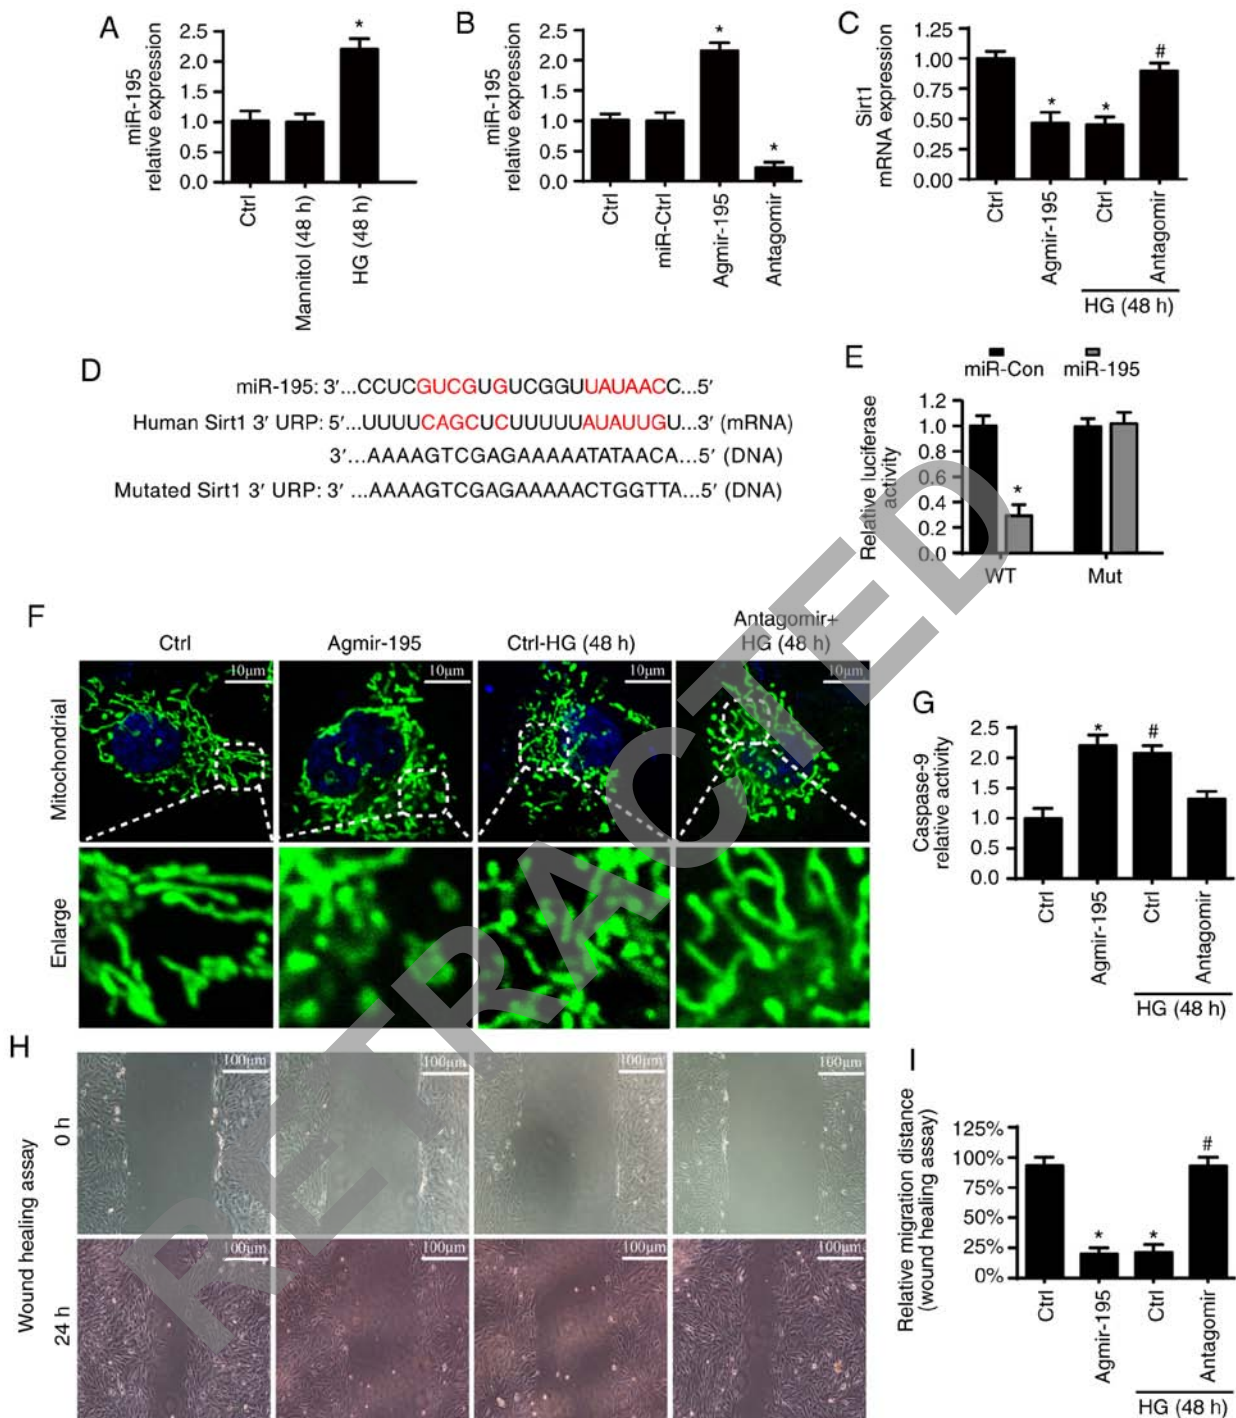 A
miR-195
relative expression
2.5
2.0
1.5
1.0
0.5
0.0
Ctrl
Mannitol (48 h)
HG (48 h)
*
B
miR-195
relative expression
2.5
2.0
1.5
1.0
0.5
0.0
Ctrl
miR-Ctrl
Agmir-195
Antagomir
*
*
C
Sirt1
mRNA expression
1.25
1.00
0.75
0.50
0.25
0.00
Ctrl
Agmir-195
Ctrl
Antagomir
*
*
#
HG (48 h)
D
miR-195: 3′...CCUCGUCGUGUCGGUUAUAACC...5′
Human Sirt1 3′ URP: 5′...UUUUCAGCUCUUUUUAUAUUGU...3′ (mRNA)
3′...AAAAGTCGAGAAAAATATAACA...5′ (DNA)
Mutated Sirt1 3′ URP: 3′ ...AAAAGTCGAGAAAAACTGGTTA...5′ (DNA)
E
miR-Con miR-195
Relative luciferase
activity
1.2
1.0
0.8
0.6
0.4
0.2
0.0
*
WT Mut
F
Ctrl
Agmir-195
Ctrl-HG (48 h)
Antagomir+
HG (48 h)
Mitochondrial
10μm
10μm
10μm
10μm
Enlarge
G
Caspase-9
relative activity
2.5
2.0
1.5
1.0
0.5
0.0
*
#
Ctrl
Agmir-195
Ctrl
Antagomir
HG (48 h)
H
Wound healing assay
0 h
100μm
100μm
100μm
100μm
24 h
100μm
100μm
100μm
100μm
I
Relative migration distance
(wound healing assay)
125%
100%
75%
50%
25%
0%
*
*
#
Ctrl
Agmir-195
Ctrl
Antagomir
HG (48 h)
RETRACTED